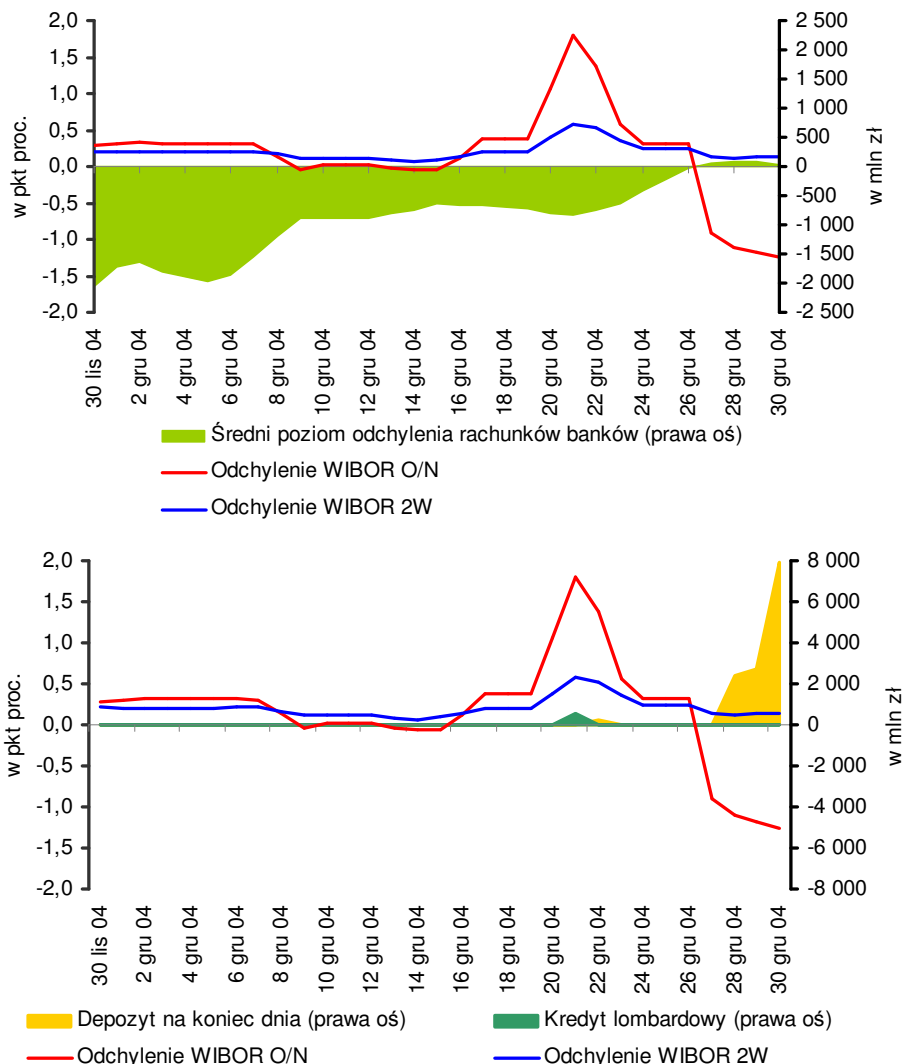 2,0
1,5
1,0
0,5
0,0
-0,5
-1,0
-1,5
-2,0
w pkt proc.
2 500
2 000
1 500
1 000
500
0
-500
-1 000
-1 500
-2 000
-2 500
w mln zł
30 lis 04
2 gru 04
4 gru 04
6 gru 04
8 gru 04
10 gru 04
12 gru 04
14 gru 04
16 gru 04
18 gru 04
20 gru 04
22 gru 04
24 gru 04
26 gru 04
28 gru 04
30 gru 04
Średni poziom odchylenia rachunków banków (prawa oś)
Odchylenie WIBOR O/N
Odchylenie WIBOR 2W
2,0
1,5
1,0
0,5
0,0
-0,5
-1,0
-1,5
-2,0
w pkt proc.
8 000
6 000
4 000
2 000
0
-2 000
-4 000
-6 000
-8 000
w mln zł
30 lis 04
2 gru 04
4 gru 04
6 gru 04
8 gru 04
10 gru 04
12 gru 04
14 gru 04
16 gru 04
18 gru 04
20 gru 04
22 gru 04
24 gru 04
26 gru 04
28 gru 04
30 gru 04
Depozyt na koniec dnia (prawa oś) Kredyt lombardowy (prawa oś)
Odchylenie WIBOR O/N Odchylenie WIBOR 2W